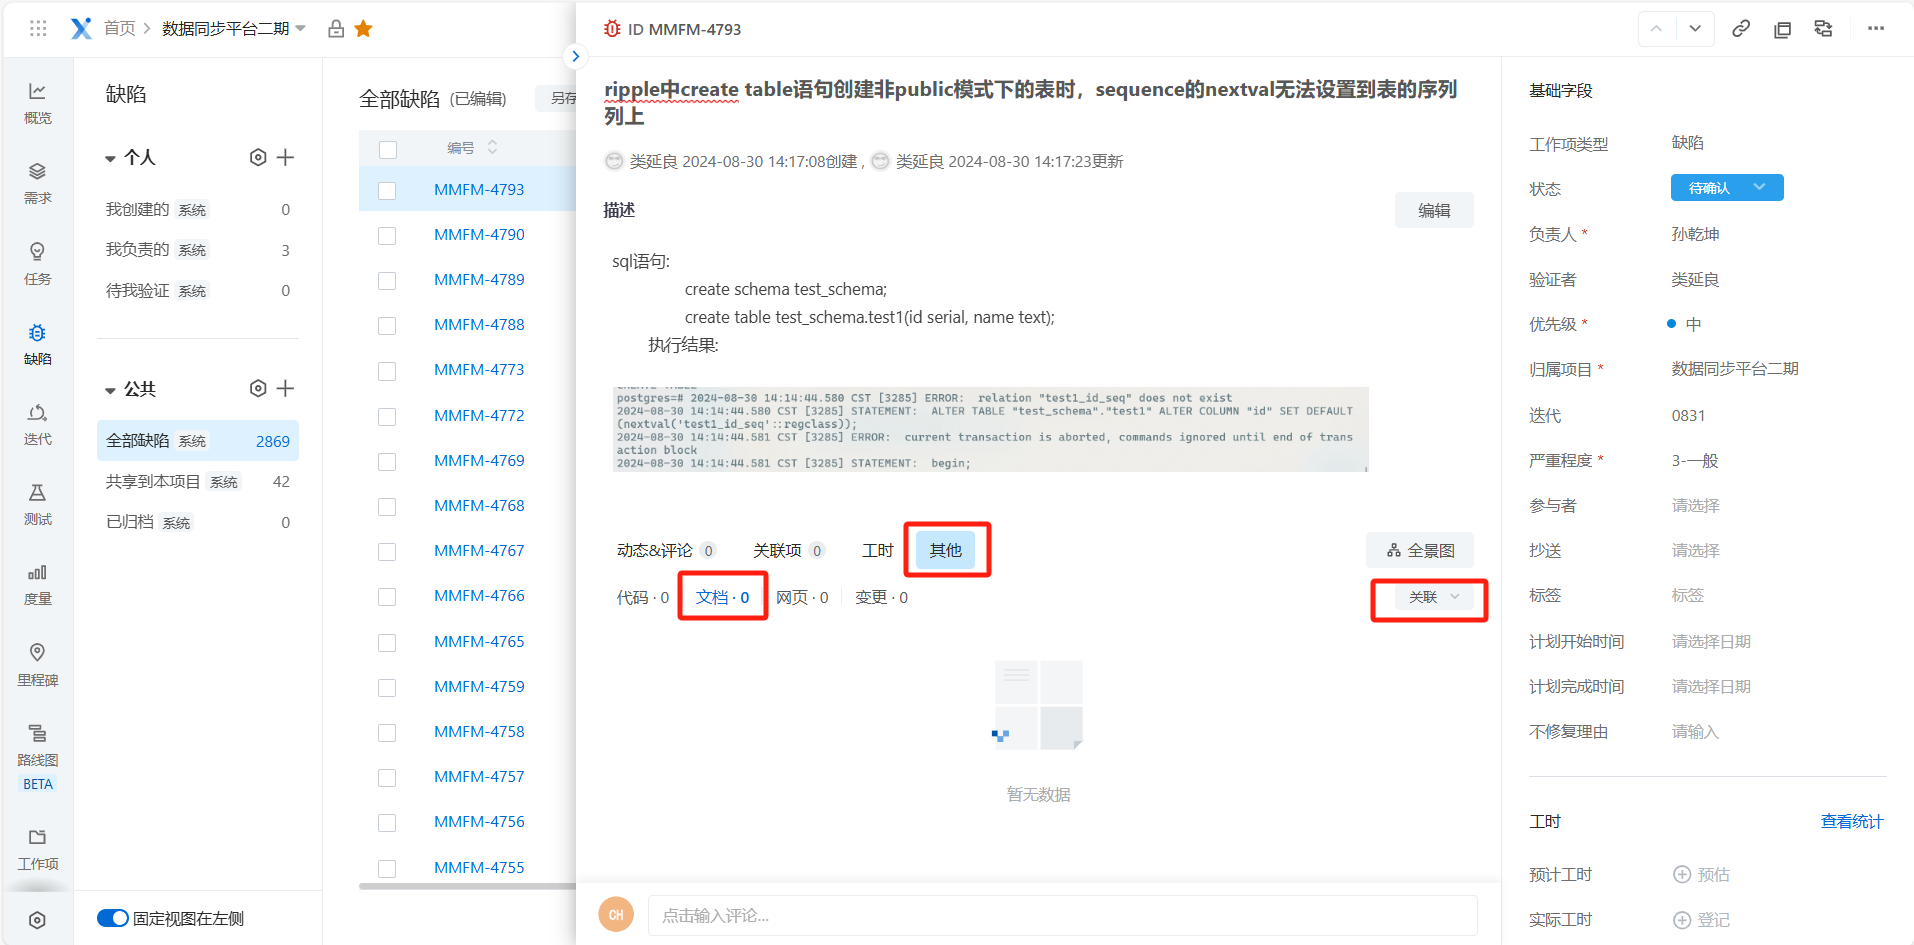 首页
数据同步平台二期
ID MMFM-4793
概览
需求
任务
缺陷
迭代
测试
度量
里程碑
路线图
BETA
工作项
缺陷
个人
我创建的 系统 0
我负责的 系统 3
待我验证 系统 0
公共
全部缺陷 系统 2869
共享到本项目 系统 42
已归档 系统 0
固定视图在左侧
全部缺陷 (已编辑) 另存
编号
MMFM-4793
MMFM-4790
MMFM-4789
MMFM-4788
MMFM-4773
MMFM-4772
MMFM-4769
MMFM-4768
MMFM-4767
MMFM-4766
MMFM-4765
MMFM-4759
MMFM-4758
MMFM-4757
MMFM-4756
MMFM-4755
ripple中create table语句创建非public模式下的表时，sequence的nextval无法设置到表的序列
列上
类延良 2024-08-30 14:17:08创建 , 类延良 2024-08-30 14:17:23更新
描述 编辑
sql语句:
create schema test_schema;
create table test_schema.test1(id serial, name text);
执行结果:
CREATE TABLE
postgres=# 2024-08-30 14:14:44.580 CST [3285] ERROR:  relation "test1_id_seq" does not exist
2024-08-30 14:14:44.580 CST [3285] STATEMENT:  ALTER TABLE "test_schema"."test1" ALTER COLUMN "id" SET DEFAULT
(nextval('test1_id_seq'::regclass));
2024-08-30 14:14:44.581 CST [3285] ERROR:  current transaction is aborted, commands ignored until end of trans
action block
2024-08-30 14:14:44.581 CST [3285] STATEMENT:  begin;
动态&评论 0 关联项 0 工时 其他 全景图
代码 · 0 文档 · 0 网页 · 0 变更 · 0 关联
暂无数据
CH 点击输入评论...
基础字段
工作项类型 缺陷
状态 待确认
负责人 * 孙乾坤
验证者 类延良
优先级 * 中
归属项目 * 数据同步平台二期
迭代 0831
严重程度 * 3-一般
参与者 请选择
抄送 请选择
标签 标签
计划开始时间 请选择日期
计划完成时间 请选择日期
不修复理由 请输入
工时 查看统计
预计工时 预估
实际工时 登记